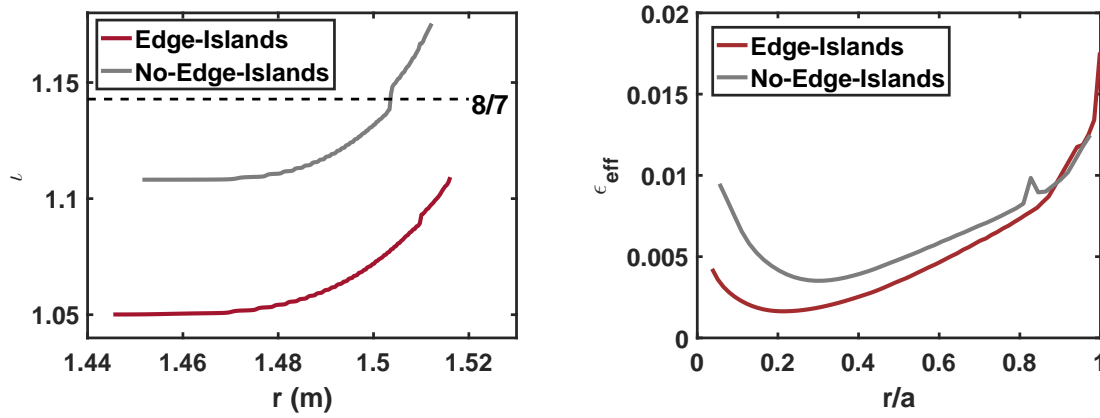 Edge-Islands
No-Edge-Islands
1.15
8/7
ι
1.1
1.05
1.44
1.46
1.48
1.5
1.52
r (m)
0.02
Edge-Islands
No-Edge-Islands
0.015
ϵeff
0.01
0.005
0
0
0.2
0.4
0.6
0.8
1
r/a